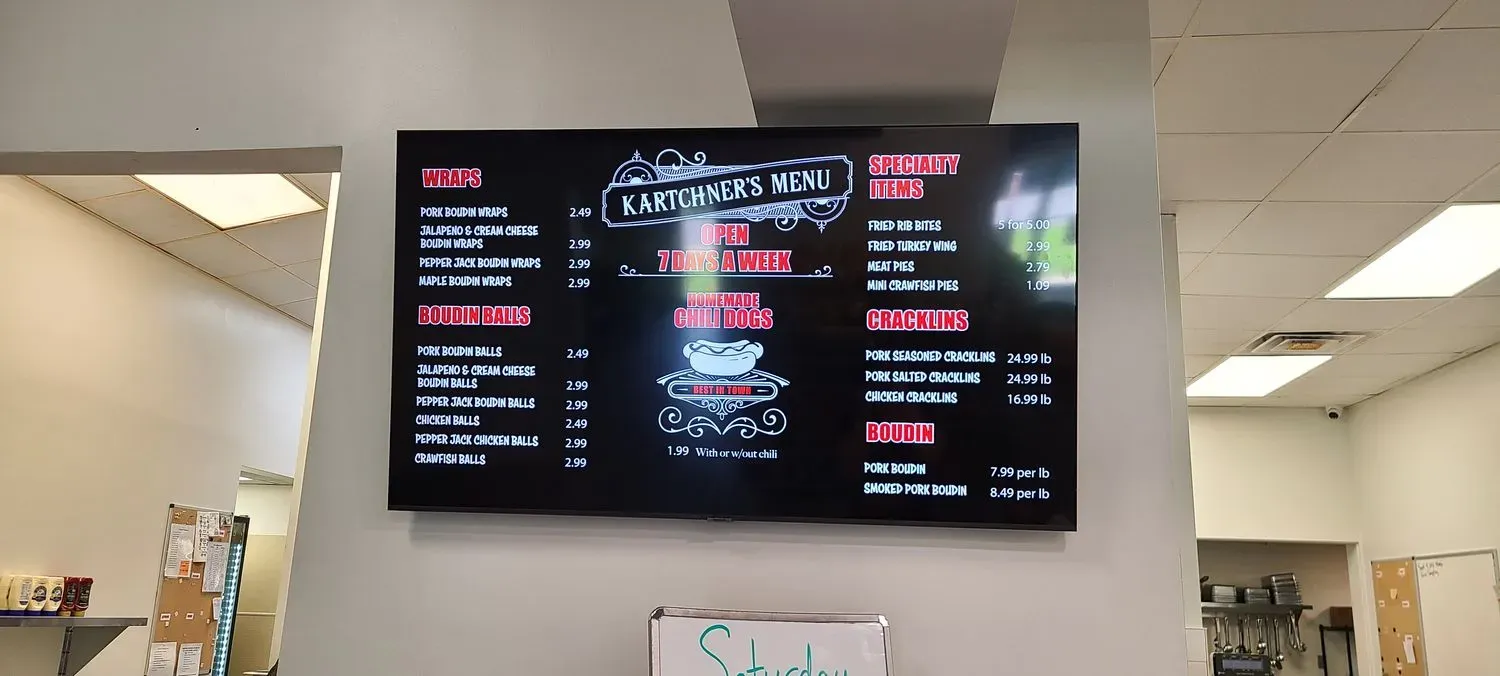 KARTCHNER'S MENU
OPEN
7 DAYS A WEEK
WRAPS
PORK BOUDIN WRAPS 2.49
JALAPENO & CREAM CHEESE
BOUDIN WRAPS 2.99
PEPPER JACK BOUDIN WRAPS 2.99
MAPLE BOUDIN WRAPS 2.99
BOUDIN BALLS
PORK BOUDIN BALLS 2.49
JALAPENO & CREAM CHEESE
BOUDIN BALLS 2.99
PEPPER JACK BOUDIN BALLS 2.99
CHICKEN BALLS 2.49
PEPPER JACK CHICKEN BALLS 2.99
CRAWFISH BALLS 2.99
HOMEMADE
CHILI DOGS
BEST IN TOWN
1.99 With or w/out chili
SPECIALTY
ITEMS
FRIED RIB BITES 5 for 5.00
FRIED TURKEY WING 2.99
MEAT PIES 2.79
MINI CRAWFISH PIES 1.09
CRACKLINS
PORK SEASONED CRACKLINS 24.99 lb
PORK SALTED CRACKLINS 24.99 lb
CHICKEN CRACKLINS 16.99 lb
BOUDIN
PORK BOUDIN 7.99 per lb
SMOKED PORK BOUDIN 8.49 per lb
Saturday